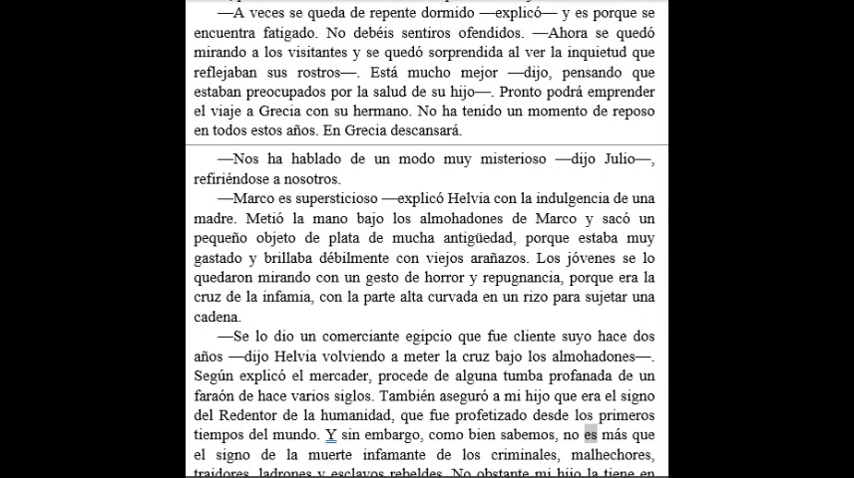 —A veces se queda de repente dormido —explicó— y es porque se
encuentra fatigado. No debéis sentiros ofendidos. —Ahora se quedó
mirando a los visitantes y se quedó sorprendida al ver la inquietud que
reflejaban sus rostros—. Está mucho mejor —dijo, pensando que
estaban preocupados por la salud de su hijo—. Pronto podrá emprender
el viaje a Grecia con su hermano. No ha tenido un momento de reposo
en todos estos años. En Grecia descansará.
—Nos ha hablado de un modo muy misterioso —dijo Julio—,
refiriéndose a nosotros.
—Marco es supersticioso —explicó Helvia con la indulgencia de una
madre. Metió la mano bajo los almohadones de Marco y sacó un
pequeño objeto de plata de mucha antigüedad, porque estaba muy
gastado y brillaba débilmente con viejos arañazos. Los jóvenes se lo
quedaron mirando con un gesto de horror y repugnancia, porque era la
cruz de la infamia, con la parte alta curvada en un rizo para sujetar una
cadena.
—Se lo dio un comerciante egipcio que fue cliente suyo hace dos
años —dijo Helvia volviendo a meter la cruz bajo los almohadones—.
Según explicó el mercader, procede de alguna tumba profanada de un
faraón de hace varios siglos. También aseguró a mi hijo que era el signo
del Redentor de la humanidad, que fue profetizado desde los primeros
tiempos del mundo. Y sin embargo, como bien sabemos, no es más que
el signo de la muerte infamante de los criminales, malhechores,
traidores, ladrones y esclavos rebeldes. No obstante mi hijo la tiene en